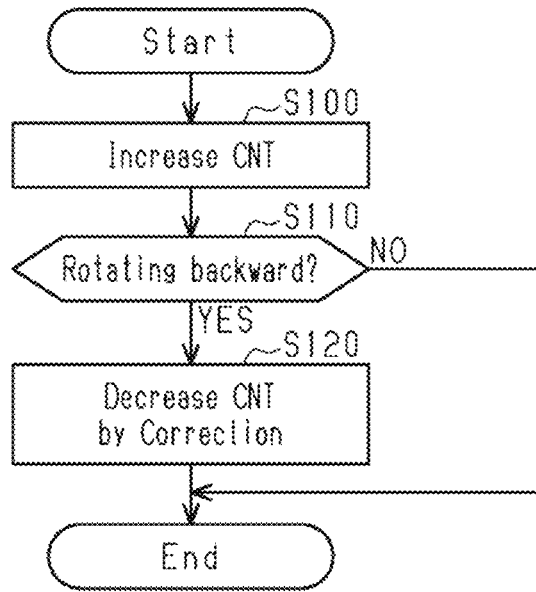 Start
S100
Increase CNT
S110
Rotating backward?
NO
YES
S120
Decrease CNT
by Correction
End